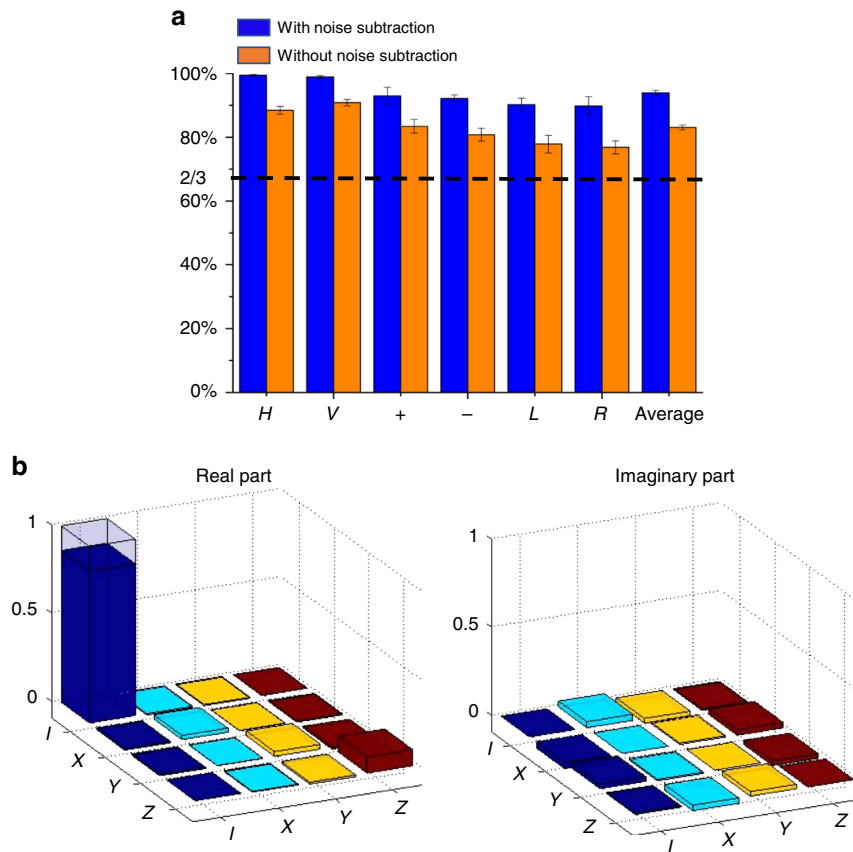 a
With noise subtraction
Without noise subtraction
100%
80%
2/3
60%
40%
20%
0%
H V + − L R Average
b
Real part
1
0.5
0
I
X
Y
Z
I
X
Y
Z
Imaginary part
1
0.5
0
I
X
Y
Z
I
X
Y
Z